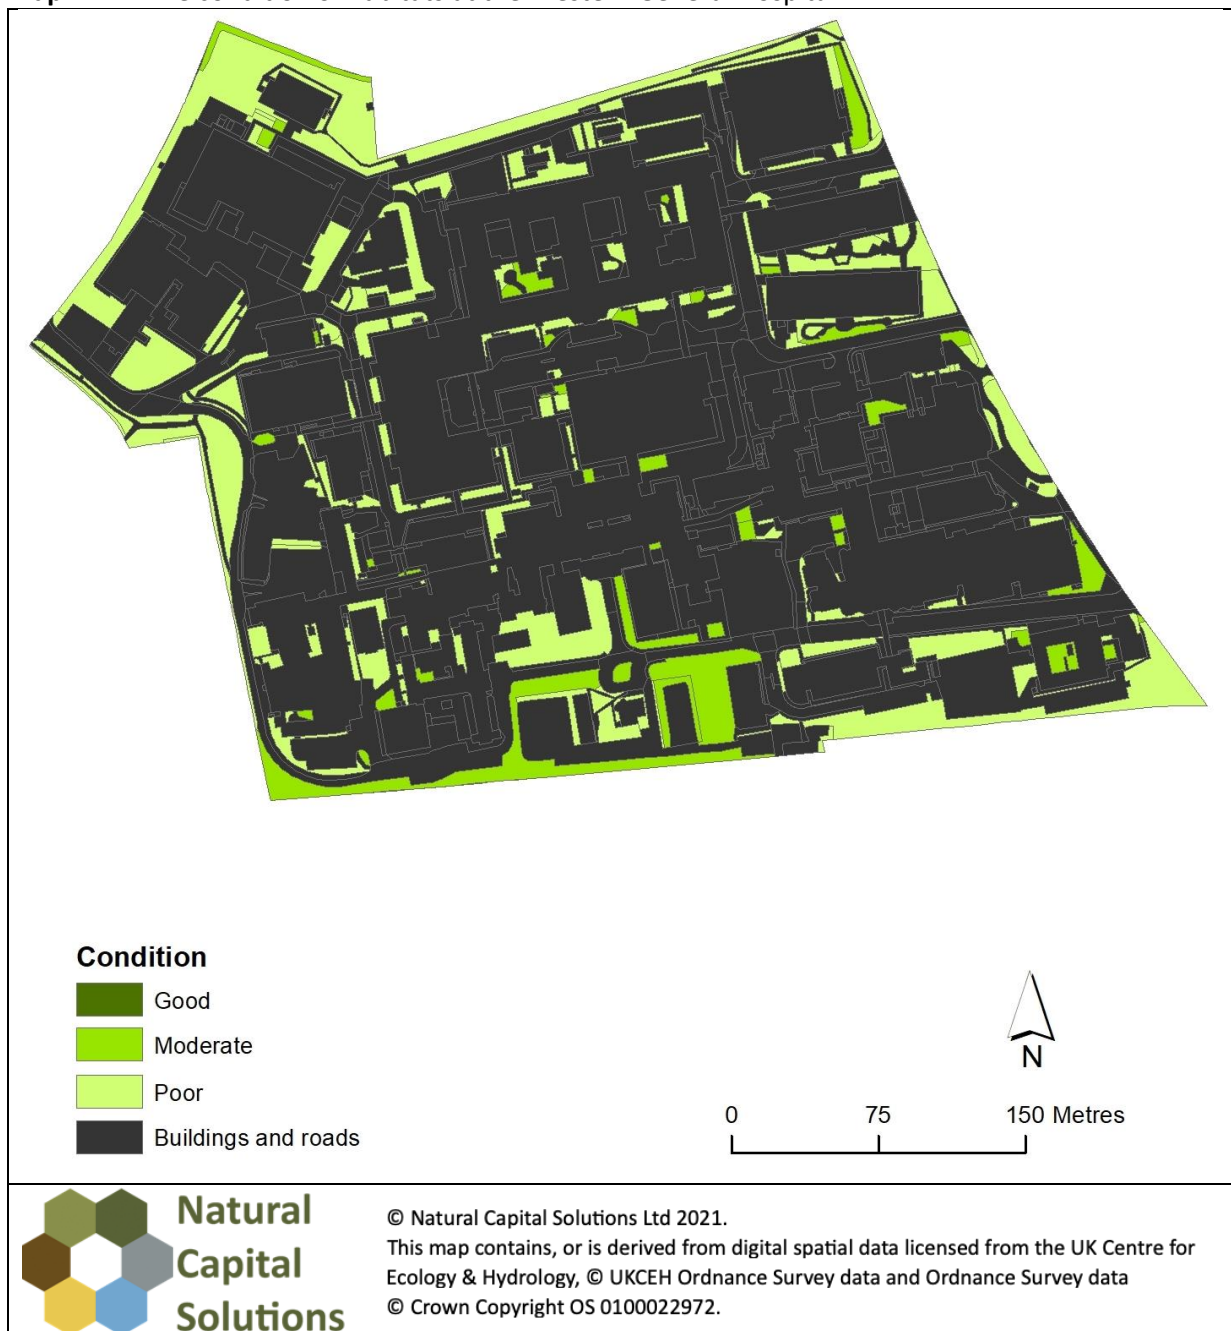 Condition
Good
Moderate
Poor
Buildings and roads
N
0 75 150 Metres
Natural
Capital
Solutions
© Natural Capital Solutions Ltd 2021.
This map contains, or is derived from digital spatial data licensed from the UK Centre for
Ecology & Hydrology, © UKCEH Ordnance Survey data and Ordnance Survey data
© Crown Copyright OS 0100022972.